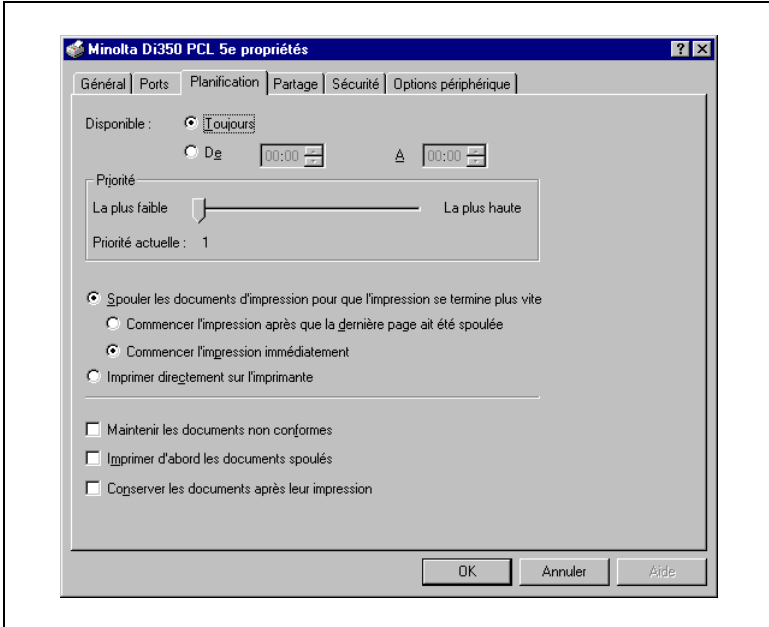 Minolta Di350 PCL 5e propriétés
Général Ports Planification Partage Sécurité Options périphérique
Disponible : Toujours
De 00:00 A 00:00
Priorité
La plus faible La plus haute
Priorité actuelle : 1
Spouler les documents d'impression pour que l'impression se termine plus vite
Commencer l'impression après que la dernière page ait été spoulée
Commencer l'impression immédiatement
Imprimer directement sur l'imprimante
Maintenir les documents non conformes
Imprimer d'abord les documents spoulés
Conserver les documents après leur impression
OK Annuler Aide